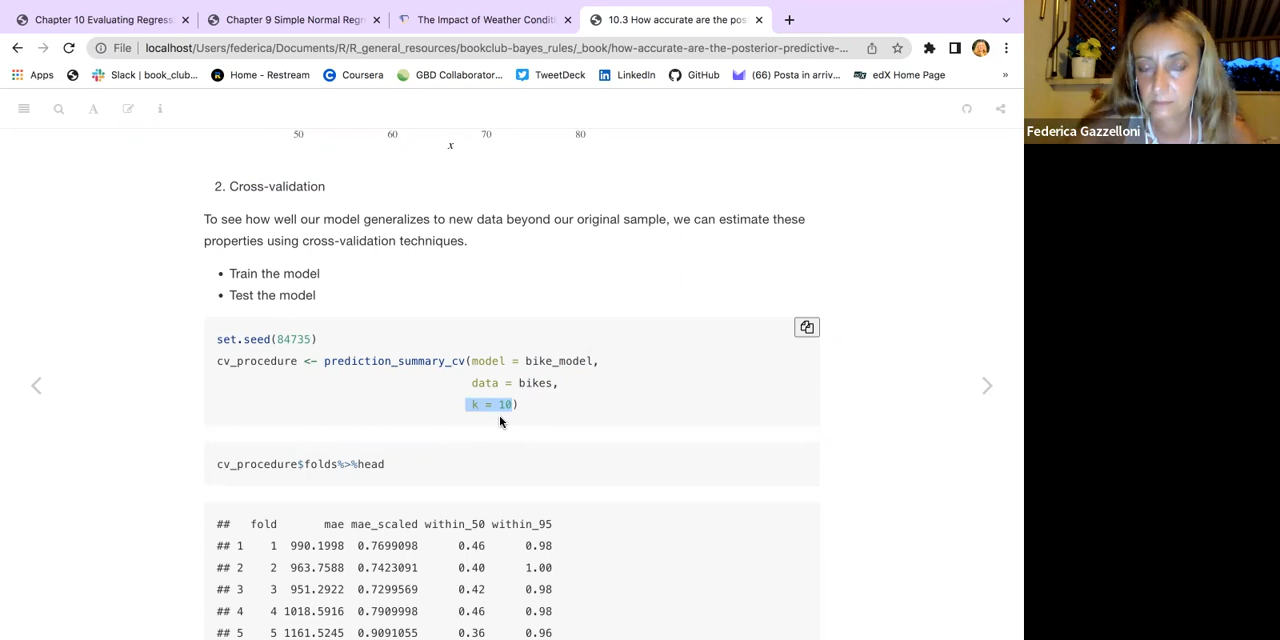 Chapter 10 Evaluating Regress
Chapter 9 Simple Normal Regr
The Impact of Weather Condit
10.3 How accurate are the pos
File
localhost/Users/federica/Documents/R/R_general_resources/bookclub-bayes_rules/_book/how-accurate-are-the-posterior-predictive-...
Apps
Slack | book_club...
Home - Restream
Coursera
GBD Collaborator...
TweetDeck
LinkedIn
GitHub
(66) Posta in arriv...
edX Home Page
»
Federica Gazzelloni
50 60 70 80
x
2. Cross-validation
To see how well our model generalizes to new data beyond our original sample, we can estimate these
properties using cross-validation techniques.
• Train the model
• Test the model
set.seed(84735)
cv_procedure <- prediction_summary_cv(model = bike_model,
data = bikes,
k = 10)
cv_procedure$folds%>%head
## fold mae mae_scaled within_50 within_95
## 1 1 990.1998 0.7699098 0.46 0.98
## 2 2 963.7588 0.7423091 0.40 1.00
## 3 3 951.2922 0.7299569 0.42 0.98
## 4 4 1018.5916 0.7909998 0.46 0.98
## 5 5 1161.5245 0.9091055 0.36 0.96